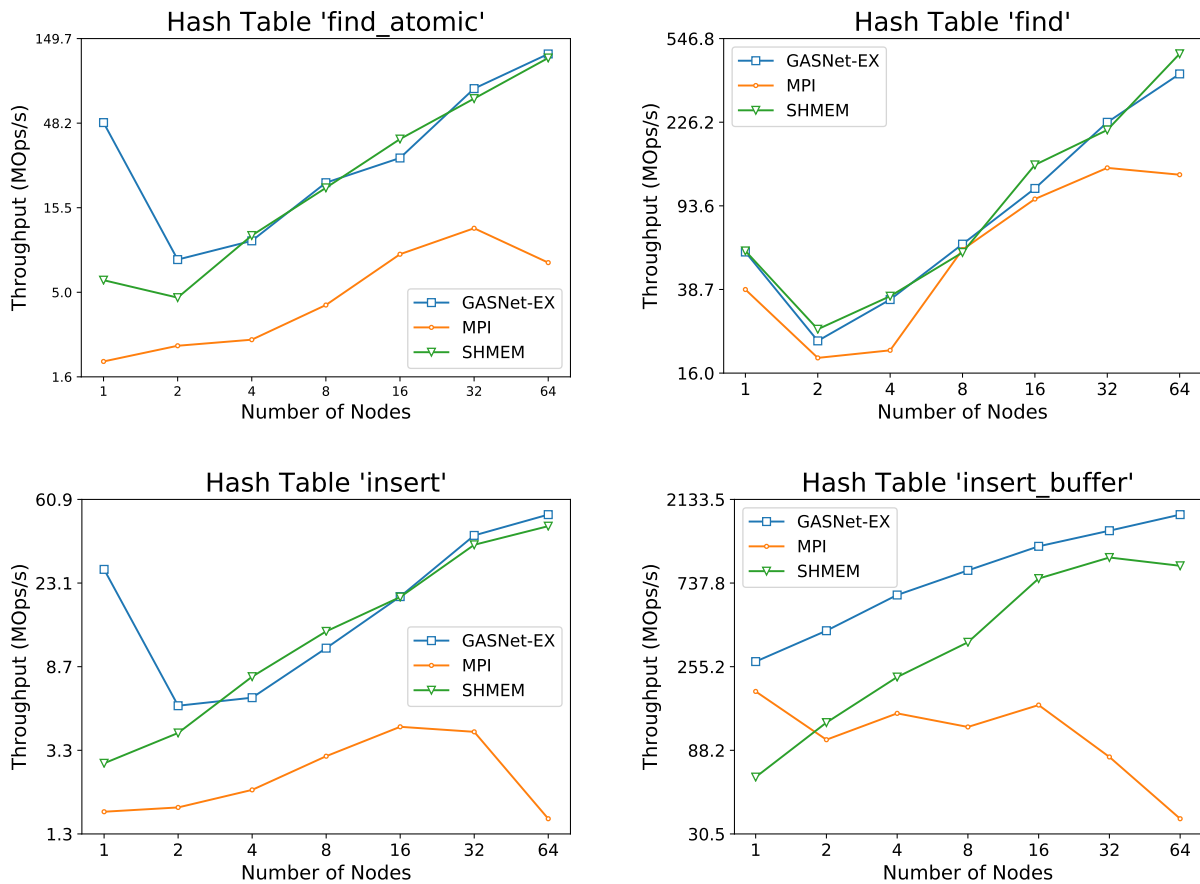 Hash Table 'find_atomic'
149.7
48.2
15.5
5.0
1.6
Throughput (MOps/s)
GASNet-EX
MPI
SHMEM
1 2 4 8 16 32 64
Number of Nodes
Hash Table 'find'
546.8
226.2
93.6
38.7
16.0
Throughput (MOps/s)
GASNet-EX
MPI
SHMEM
1 2 4 8 16 32 64
Number of Nodes
Hash Table 'insert'
60.9
23.1
8.7
3.3
1.3
Throughput (MOps/s)
GASNet-EX
MPI
SHMEM
1 2 4 8 16 32 64
Number of Nodes
Hash Table 'insert_buffer'
2133.5
737.8
255.2
88.2
30.5
Throughput (MOps/s)
GASNet-EX
MPI
SHMEM
1 2 4 8 16 32 64
Number of Nodes